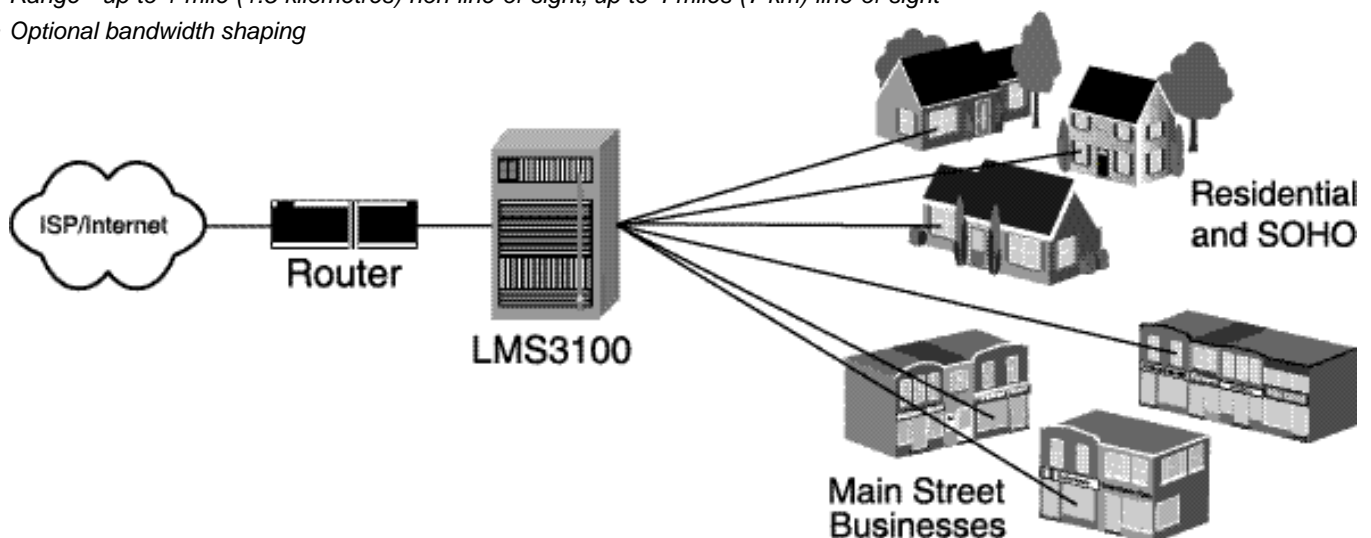 Optional bandwidth shaping
ISP/Internet
Router
LMS3100
Residential
and SOHO
Main Street
Businesses